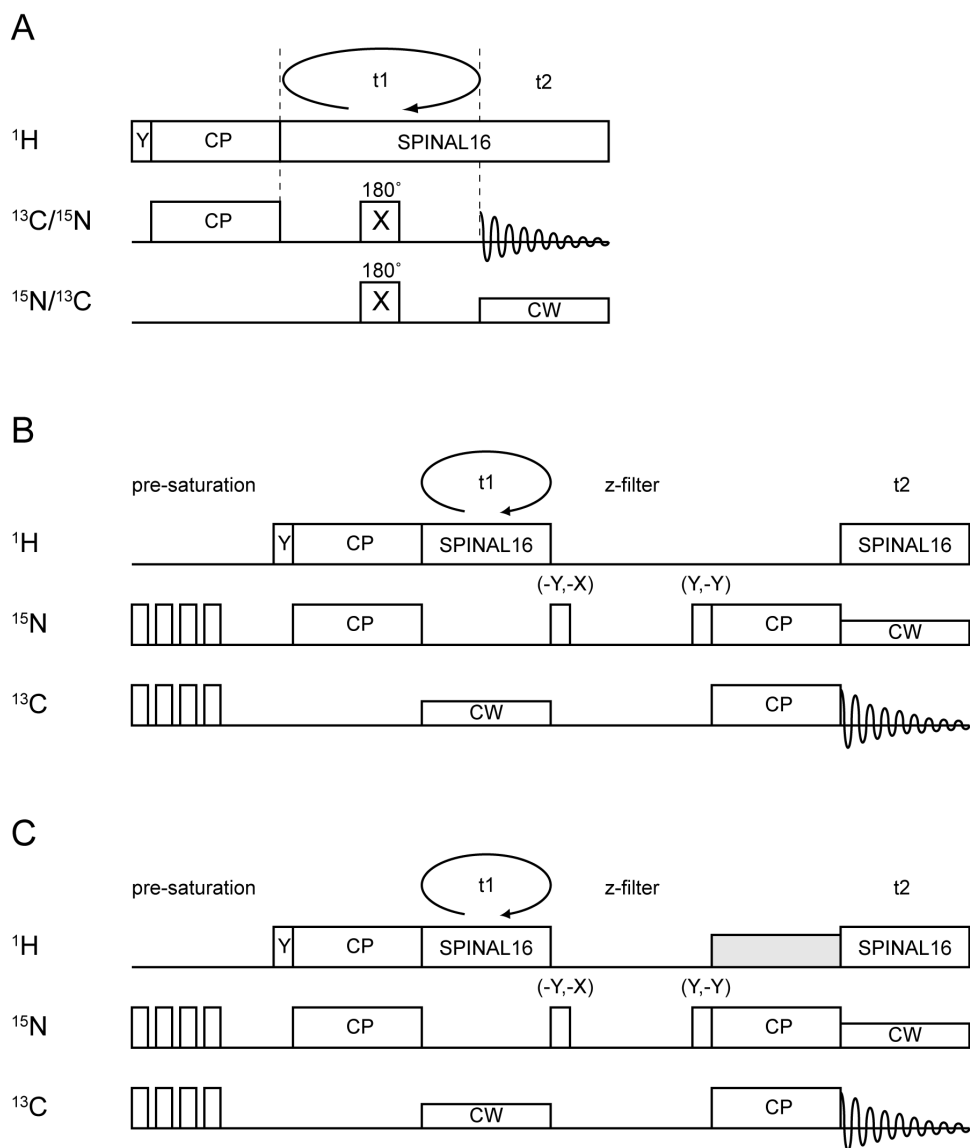 A
t1 t2
¹H Y CP SPINAL16
180°
¹³C/¹⁵N CP X
180°
¹⁵N/¹³C X CW
B
pre-saturation t1 z-filter t2
¹H Y CP SPINAL16 SPINAL16
(-Y,-X) (Y,-Y)
¹⁵N CP CP CW
¹³C CW CP
C
pre-saturation t1 z-filter t2
¹H Y CP SPINAL16 SPINAL16
(-Y,-X) (Y,-Y)
¹⁵N CP CP CW
¹³C CW CP